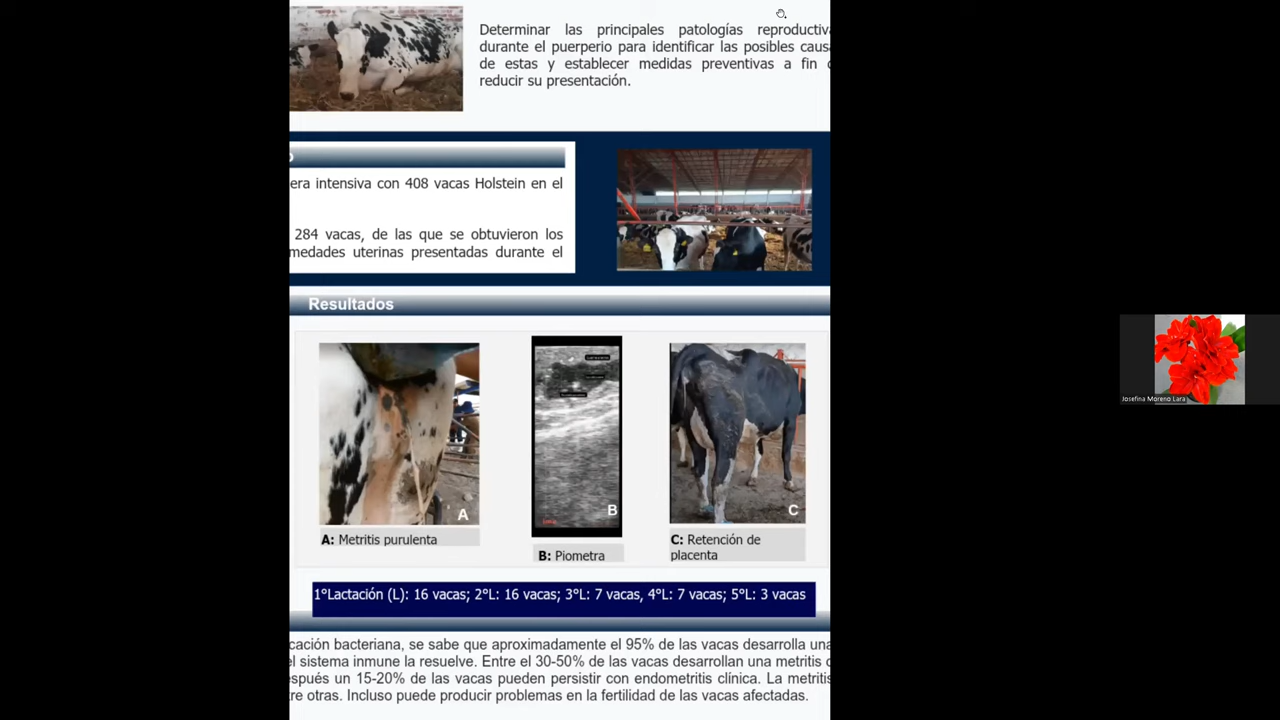 Determinar las principales patologías reproductiva
durante el puerperio para identificar las posibles causa
de estas y establecer medidas preventivas a fin
reducir su presentación.
era intensiva con 408 vacas Holstein en el
284 vacas, de las que se obtuvieron los
medades uterinas presentadas durante el
Resultados
A
B
C
A: Metritis purulenta
B: Piometra
C: Retención de
placenta
1°Lactación (L): 16 vacas; 2°L: 16 vacas; 3°L: 7 vacas, 4°L: 7 vacas; 5°L: 3 vacas
cación bacteriana, se sabe que aproximadamente el 95% de las vacas desarrolla una
el sistema inmune la resuelve. Entre el 30-50% de las vacas desarrollan una metritis
espués un 15-20% de las vacas pueden persistir con endometritis clínica. La metritis
tre otras. Incluso puede producir problemas en la fertilidad de las vacas afectadas.
Josefina Moreno Lara